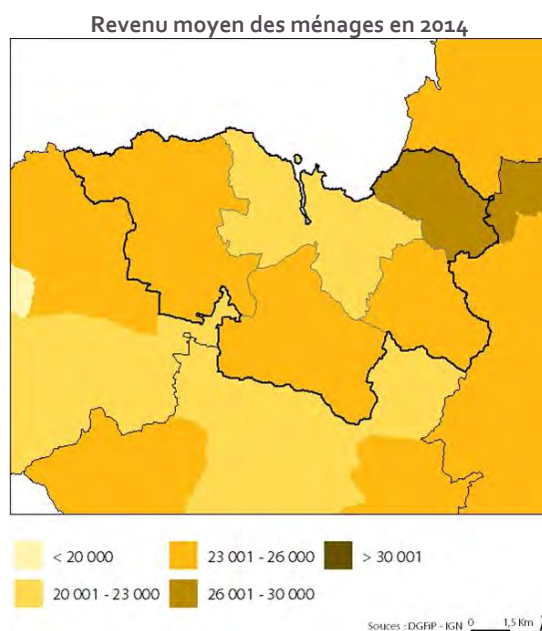 Revenu moyen des ménages en 2014
< 20 000
23 001 - 26 000
> 30 001
20 001 - 23 000
26 001 - 30 000
Souces : DGFiP - IGN
0 1,5 Km